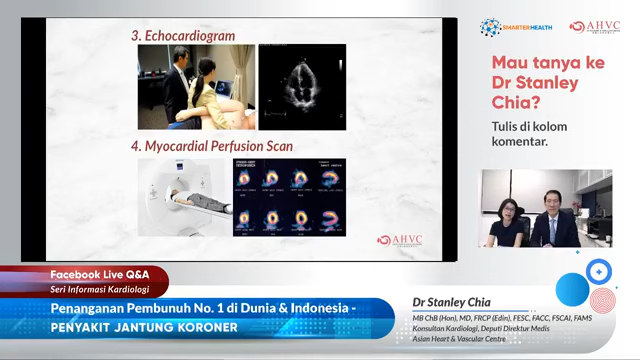 3. Echocardiogram
4. Myocardial Perfusion Scan
AHVC
SMARTERHEALTH
AHVC
Mau tanya ke
Dr Stanley
Chia?
Tulis di kolom
komentar.
Facebook Live Q&A
Seri Informasi Kardiologi
Penanganan Pembunuh No. 1 di Dunia & Indonesia -
PENYAKIT JANTUNG KORONER
Dr Stanley Chia
MB ChB (Hon), MD, FRCP (Edin), FESC, FACC, FSCAI, FAMS
Konsultan Kardiologi, Deputi Direktur Medis
Asian Heart & Vascular Centre